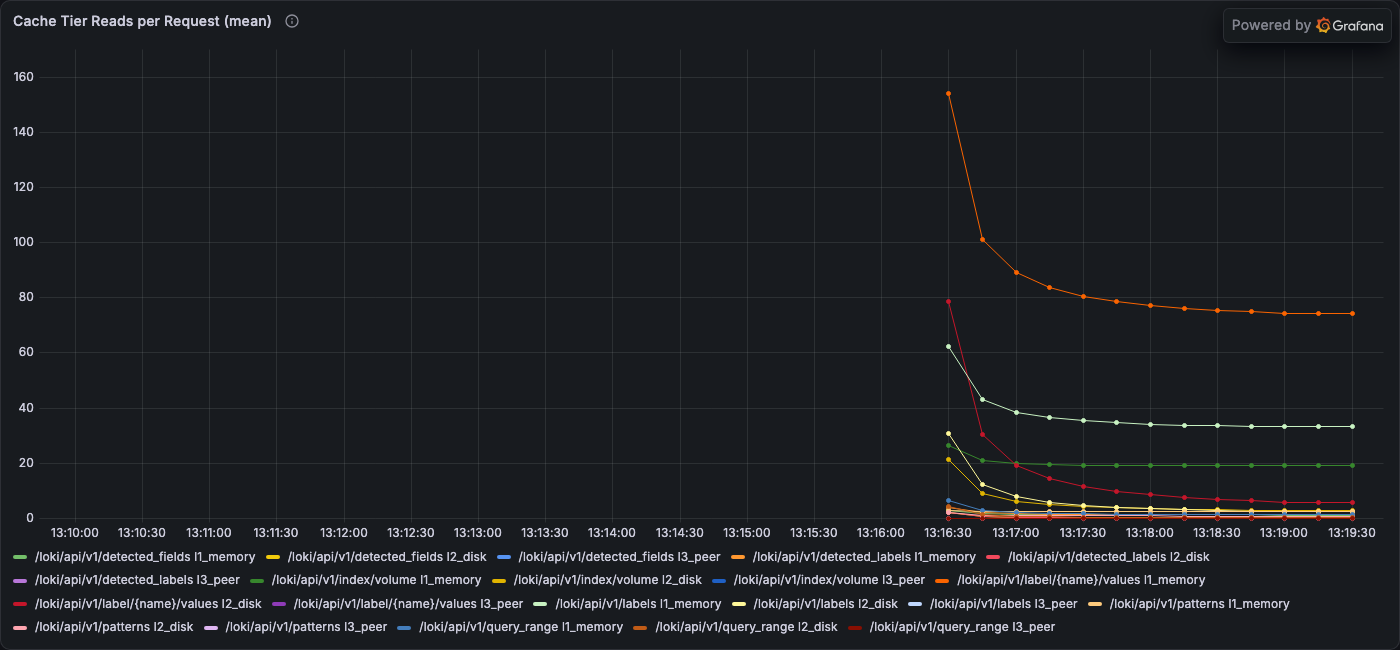 Cache Tier Reads per Request (mean)
Powered by Grafana
160
140
120
100
80
60
40
20
0
13:10:00 13:10:30 13:11:00 13:11:30 13:12:00 13:12:30 13:13:00 13:13:30 13:14:00 13:14:30 13:15:00 13:15:30 13:16:00 13:16:30 13:17:00 13:17:30 13:18:00 13:18:30 13:19:00 13:19:30
/loki/api/v1/detected_fields l1_memory /loki/api/v1/detected_fields l2_disk /loki/api/v1/detected_fields l3_peer /loki/api/v1/detected_labels l1_memory /loki/api/v1/detected_labels l2_disk
/loki/api/v1/detected_labels l3_peer /loki/api/v1/index/volume l1_memory /loki/api/v1/index/volume l2_disk /loki/api/v1/index/volume l3_peer /loki/api/v1/label/{name}/values l1_memory
/loki/api/v1/label/{name}/values l2_disk /loki/api/v1/label/{name}/values l3_peer /loki/api/v1/labels l1_memory /loki/api/v1/labels l2_disk /loki/api/v1/labels l3_peer /loki/api/v1/patterns l1_memory
/loki/api/v1/patterns l2_disk /loki/api/v1/patterns l3_peer /loki/api/v1/query_range l1_memory /loki/api/v1/query_range l2_disk /loki/api/v1/query_range l3_peer